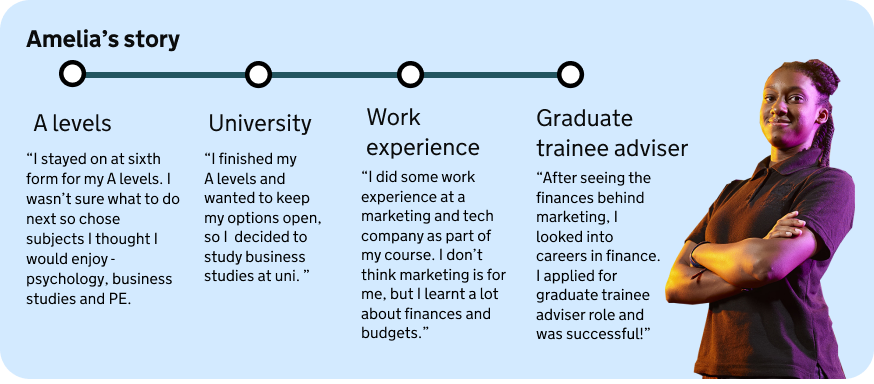 Amelia’s story
A levels
“I stayed on at sixth
form for my A levels. I
wasn’t sure what to do
next so chose
subjects I thought I
would enjoy -
psychology, business
studies and PE.
University
“I finished my
A levels and
wanted to keep
my options open,
so I decided to
study business
studies at uni. ”
Work
experience
“I did some work
experience at a
marketing and tech
company as part of
my course. I don’t
think marketing is for
me, but I learnt a lot
about finances and
budgets.”
Graduate
trainee adviser
“After seeing the
finances behind
marketing, I
looked into
careers in finance.
I applied for
graduate trainee
adviser role and
was successful!”